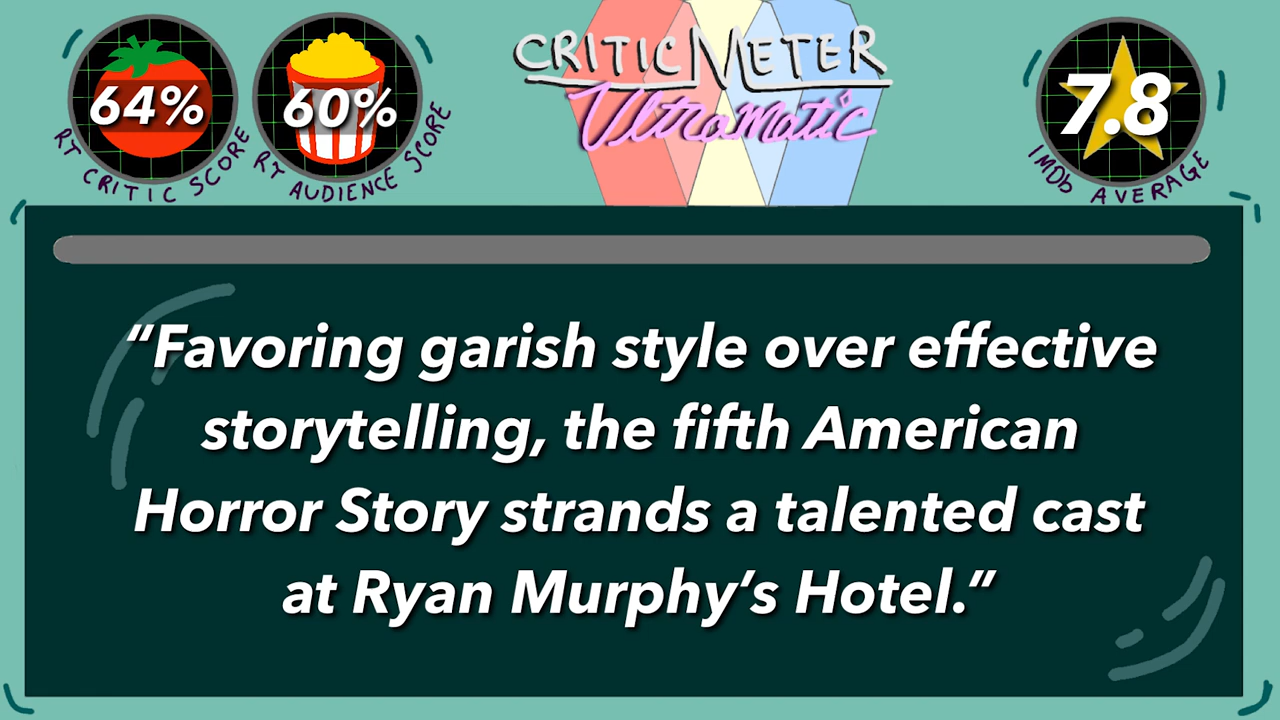 64%
RT CRITIC SCORE
60%
RT AUDIENCE SCORE
CRITIC METER
Ultramatic
7.8
IMDb AVERAGE
“Favoring garish style over effective
storytelling, the fifth American
Horror Story strands a talented cast
at Ryan Murphy’s Hotel.”